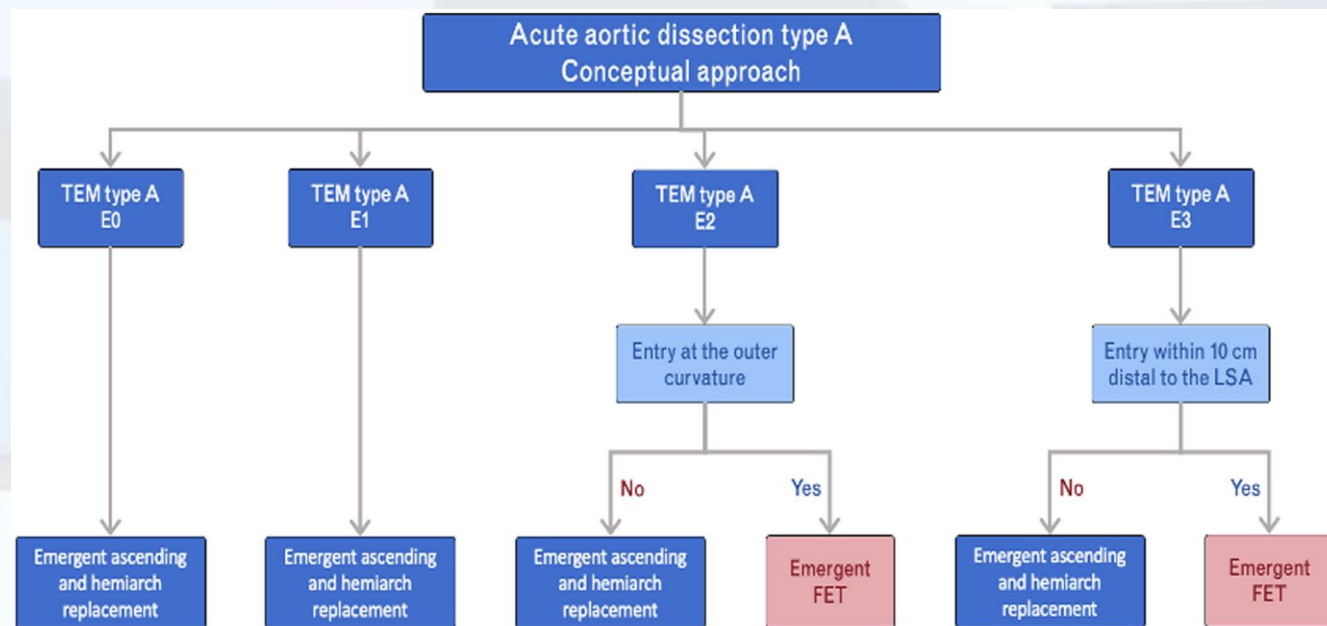 Acute aortic dissection type A
Conceptual approach
TEM type A
E0
TEM type A
E1
TEM type A
E2
TEM type A
E3
Entry at the outer
curvature
Entry within 10 cm
distal to the LSA
No
Yes
No
Yes
Emergent ascending
and hemiarch
replacement
Emergent ascending
and hemiarch
replacement
Emergent ascending
and hemiarch
replacement
Emergent
FET
Emergent ascending
and hemiarch
replacement
Emergent
FET